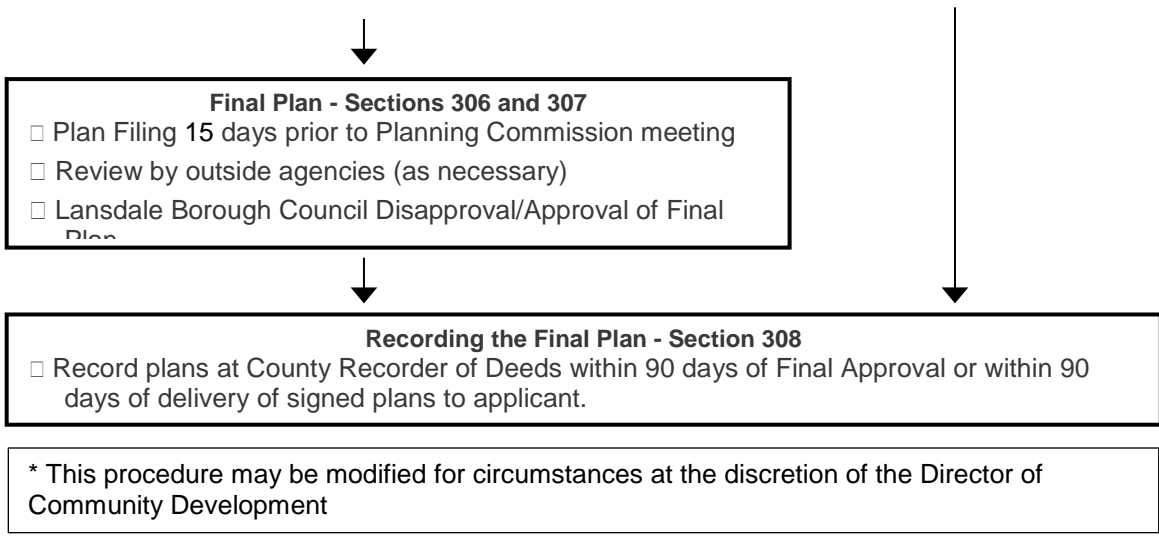 Final Plan - Sections 306 and 307
□ Plan Filing 15 days prior to Planning Commission meeting
□ Review by outside agencies (as necessary)
□ Lansdale Borough Council Disapproval/Approval of Final
Plan
Recording the Final Plan - Section 308
□ Record plans at County Recorder of Deeds within 90 days of Final Approval or within 90
days of delivery of signed plans to applicant.
* This procedure may be modified for circumstances at the discretion of the Director of
Community Development